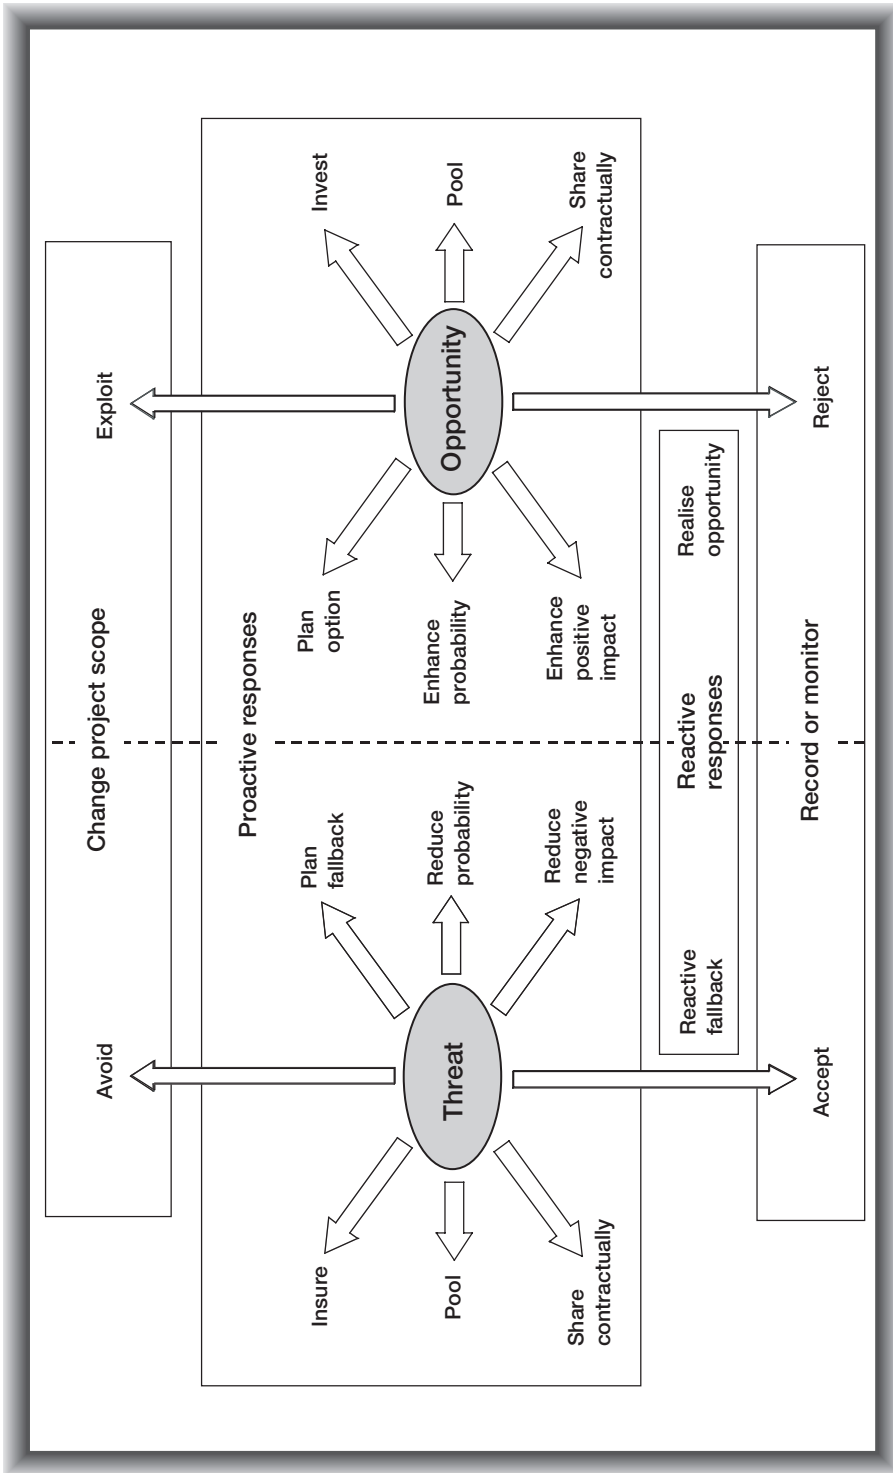 Change project scope
Avoid
Exploit
Proactive responses
Insure
Plan
fallback
Plan
option
Invest
Pool
Threat
Reduce
probability
Enhance
probability
Opportunity
Pool
Share
contractually
Reduce
negative
impact
Enhance
positive
impact
Share
contractually
Reactive
fallback
Reactive
responses
Realise
opportunity
Record or monitor
Accept
Reject